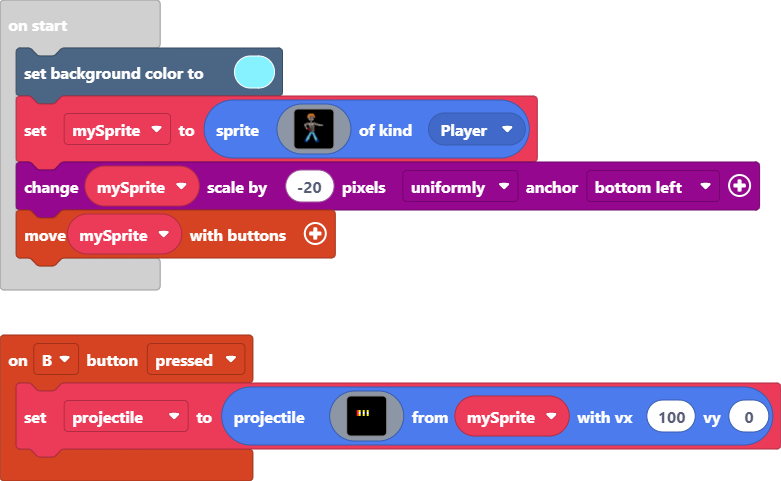 on start
set background color to
set mySprite to sprite of kind Player
change mySprite scale by -20 pixels uniformly anchor bottom left
move mySprite with buttons
on B button pressed
set projectile to projectile from mySprite with vx 100 vy 0